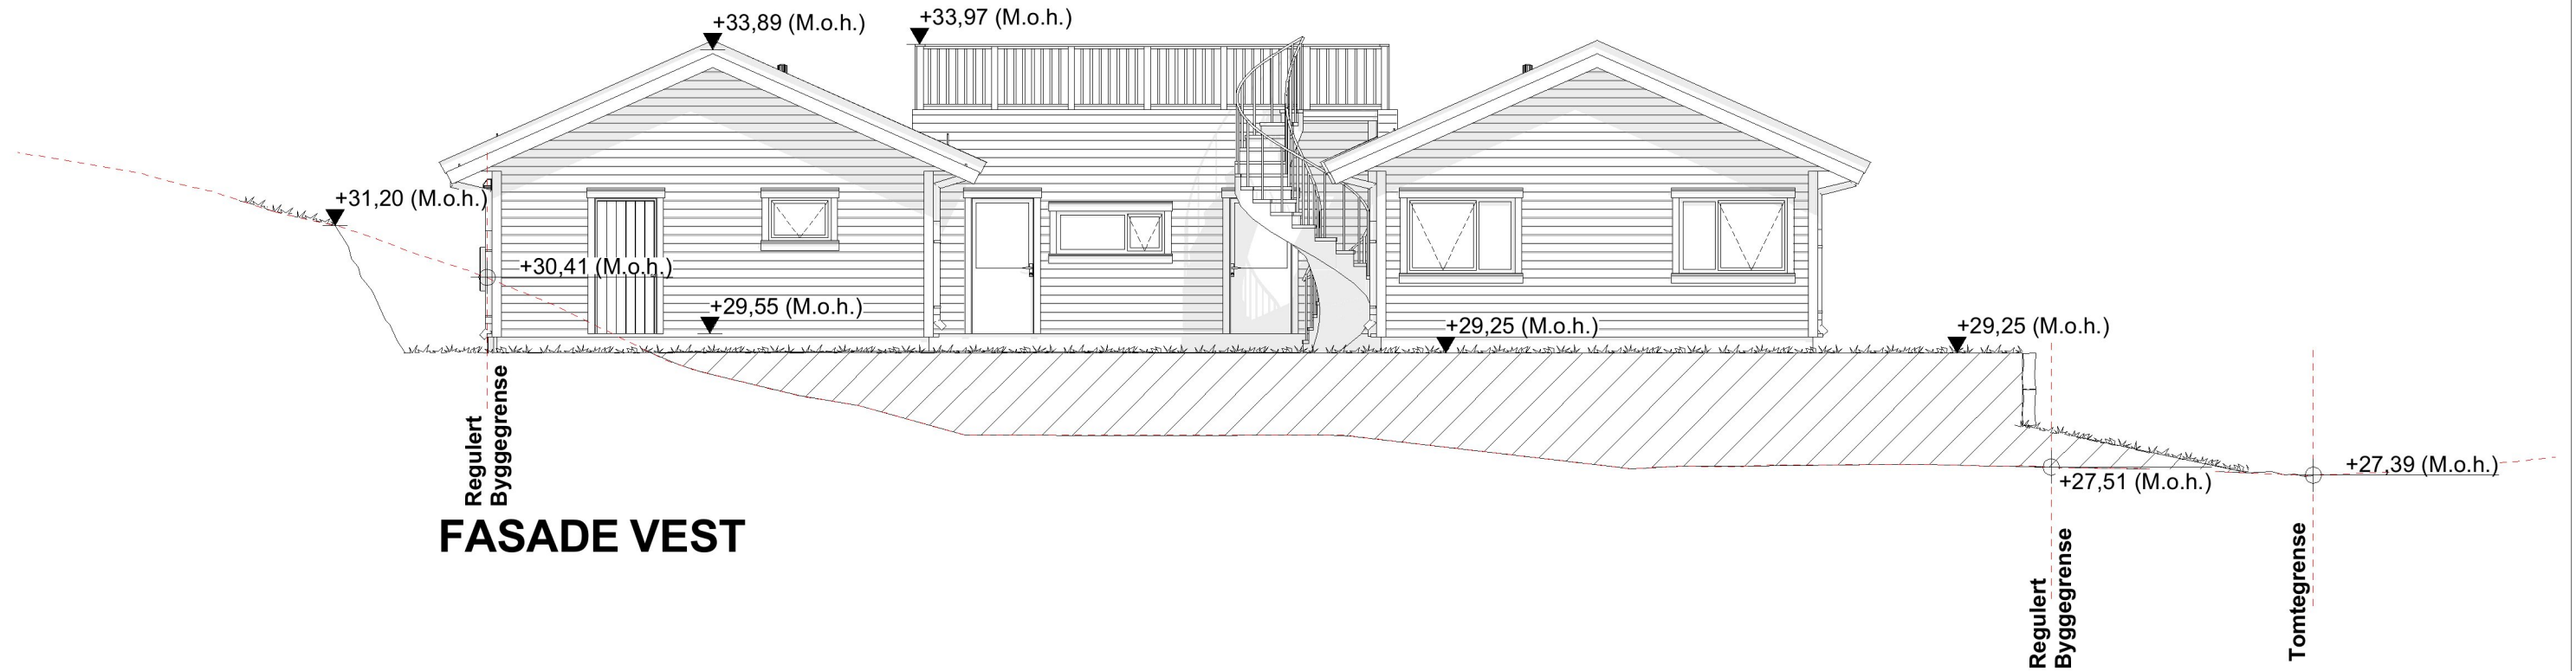 +33,89 (M.o.h.)
+33,97 (M.o.h.)
+31,20 (M.o.h.)
+30,41 (M.o.h.)
+29,55 (M.o.h.)
+29,25 (M.o.h.)
+29,25 (M.o.h.)
+27,39 (M.o.h.)
+27,51 (M.o.h.)
Regulert
Byggegrense
FASADE VEST
Regulert
Byggegrense
Tomtegrense